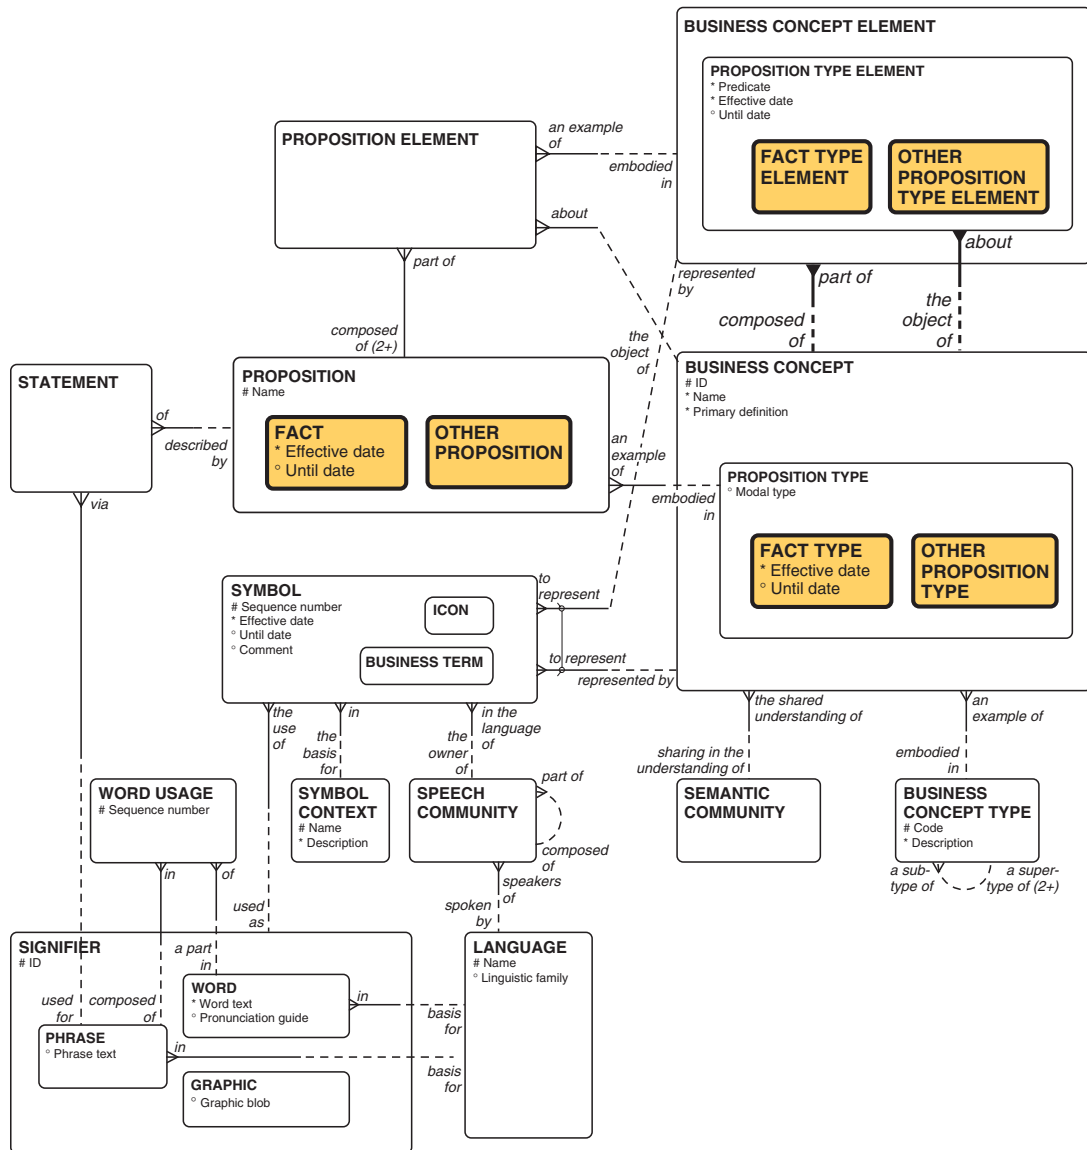 BUSINESS CONCEPT ELEMENT
PROPOSITION TYPE ELEMENT
* Predicate
* Effective date
° Until date
FACT TYPE
ELEMENT
OTHER
PROPOSITION
TYPE ELEMENT
PROPOSITION ELEMENT
an example
of
embodied
in
about
part of
about
represented
by
part of
composed
of
the
object
of
composed
of (2+)
the
object
of
STATEMENT
of
described
by
via
PROPOSITION
# Name
FACT
* Effective date
° Until date
OTHER
PROPOSITION
an
example
of
embodied
in
BUSINESS CONCEPT
# ID
* Name
* Primary definition
PROPOSITION TYPE
° Modal type
FACT TYPE
* Effective date
° Until date
OTHER
PROPOSITION
TYPE
SYMBOL
# Sequence number
* Effective date
° Until date
° Comment
ICON
BUSINESS TERM
to
represent
to represent
represented by
the
use
of
in
in the
language
of
the
basis
for
the
owner
of
the shared
understanding of
an
example of
sharing in the
understanding of
embodied
in
WORD USAGE
# Sequence number
SYMBOL
CONTEXT
# Name
* Description
SPEECH
COMMUNITY
part of
composed
of
SEMANTIC
COMMUNITY
BUSINESS
CONCEPT TYPE
# Code
* Description
a sub-
type of
a super-
type of (2+)
in
of
speakers
of
used
as
spoken
by
SIGNIFIER
# ID
a part
in
used
for
composed
of
WORD
* Word text
° Pronunciation guide
in
basis
for
PHRASE
° Phrase text
in
basis
for
GRAPHIC
° Graphic blob
LANGUAGE
# Name
° Linguistic family